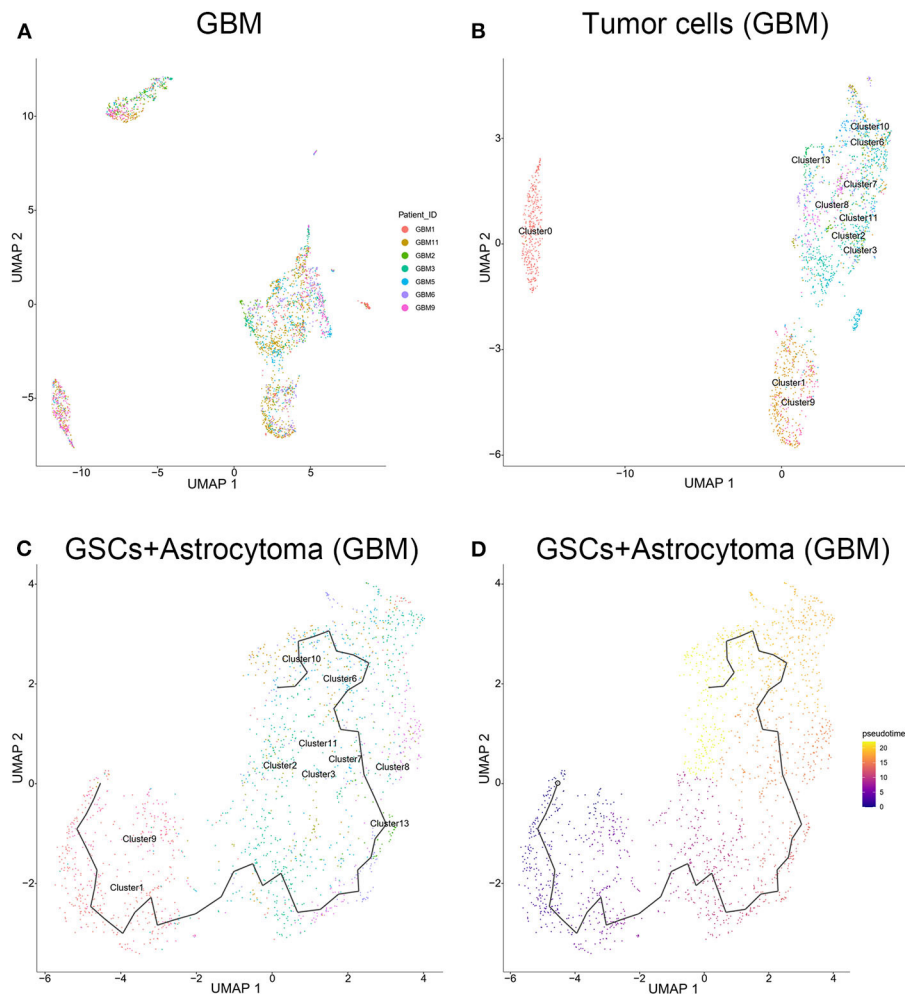 A
GBM
10
5
0
−5
UMAP 2
−10
−5
0
5
UMAP 1
Patient_ID
GBM1
GBM11
GBM2
GBM3
GBM5
GBM6
GBM9
B
Tumor cells (GBM)
3
0
−3
−6
UMAP 2
Cluster10
Cluster6
Cluster13
Cluster7
Cluster8
Cluster11
Cluster0
Cluster2
Cluster3
Cluster1
Cluster9
−10
0
UMAP 1
C
GSCs+Astrocytoma (GBM)
4
2
0
−2
UMAP 2
Cluster10
Cluster6
Cluster11
Cluster7
Cluster2
Cluster8
Cluster3
Cluster13
Cluster9
Cluster1
−6
−4
−2
0
2
4
UMAP 1
D
GSCs+Astrocytoma (GBM)
4
2
0
−2
UMAP 2
pseudotime
20
15
10
5
0
−6
−4
−2
0
2
4
UMAP 1